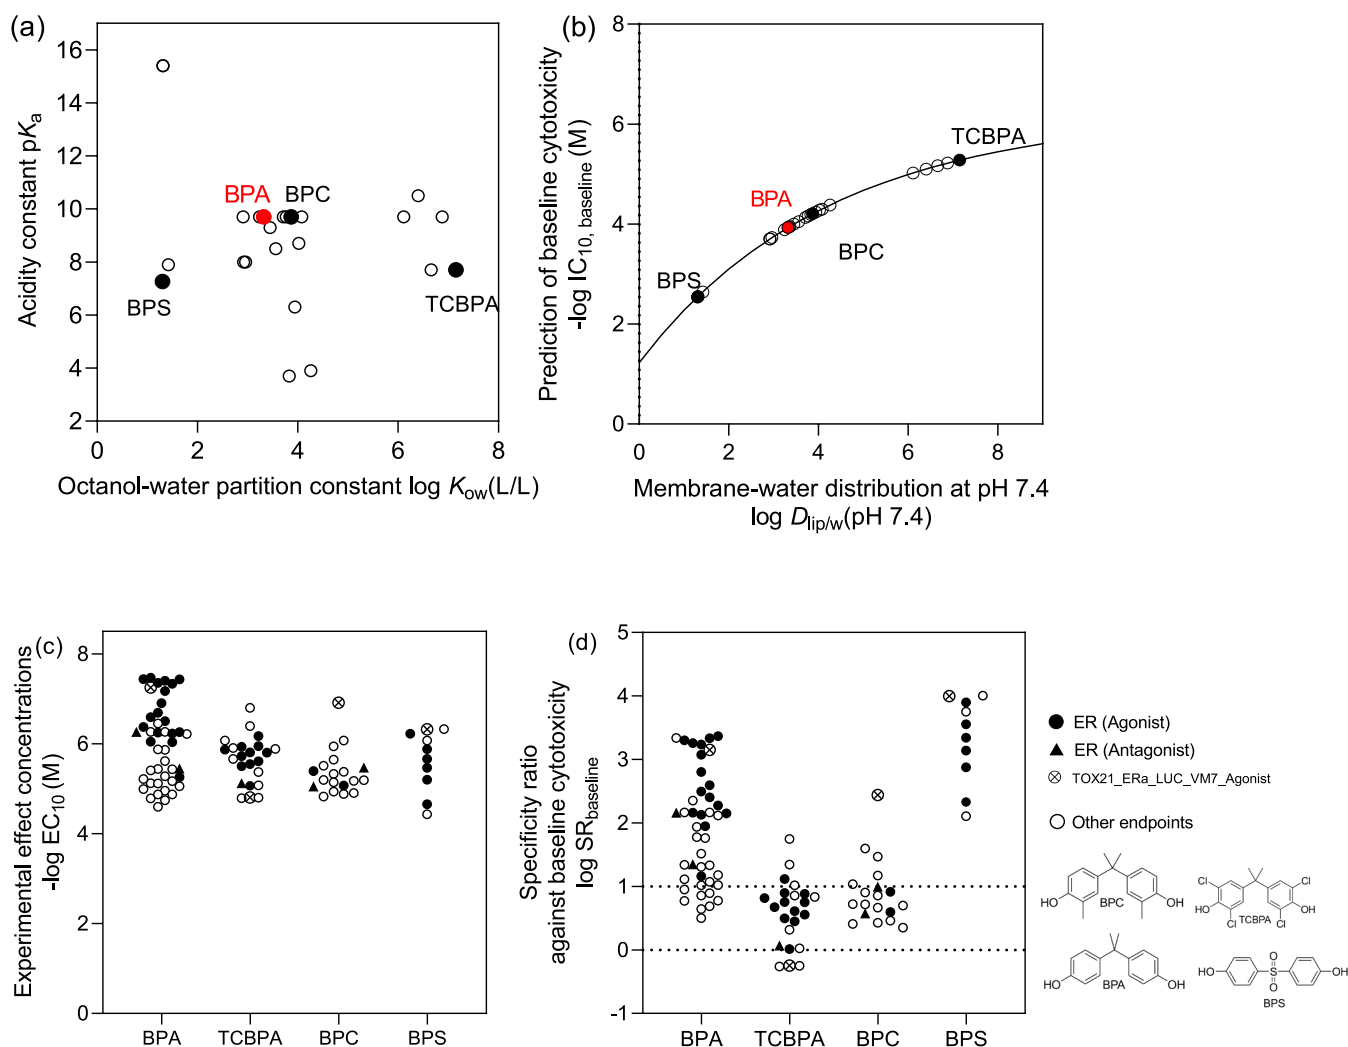 (a)
16
14
12
10
8
6
4
2
Acidity constant pKa
BPA
BPC
BPS
TCBPA
0 2 4 6 8
Octanol-water partition constant log Kow(L/L)
(b)
8
6
4
2
0
Prediction of baseline cytotoxicity
-log IC10, baseline (M)
TCBPA
BPA
BPC
BPS
0 2 4 6 8
Membrane-water distribution at pH 7.4
log Dlip/w(pH 7.4)
(c)
8
6
4
2
0
Experimental effect concentrations
-log EC10 (M)
BPA TCBPA BPC BPS
(d)
5
4
3
2
1
0
-1
Specificity ratio
against baseline cytotoxicity
log SRbaseline
BPA TCBPA BPC BPS
ER (Agonist)
ER (Antagonist)
TOX21_ERa_LUC_VM7_Agonist
Other endpoints
HO OH
BPC
Cl Cl
HO OH
Cl Cl
TCBPA
HO OH
BPA
O
HO S OH
O
BPS